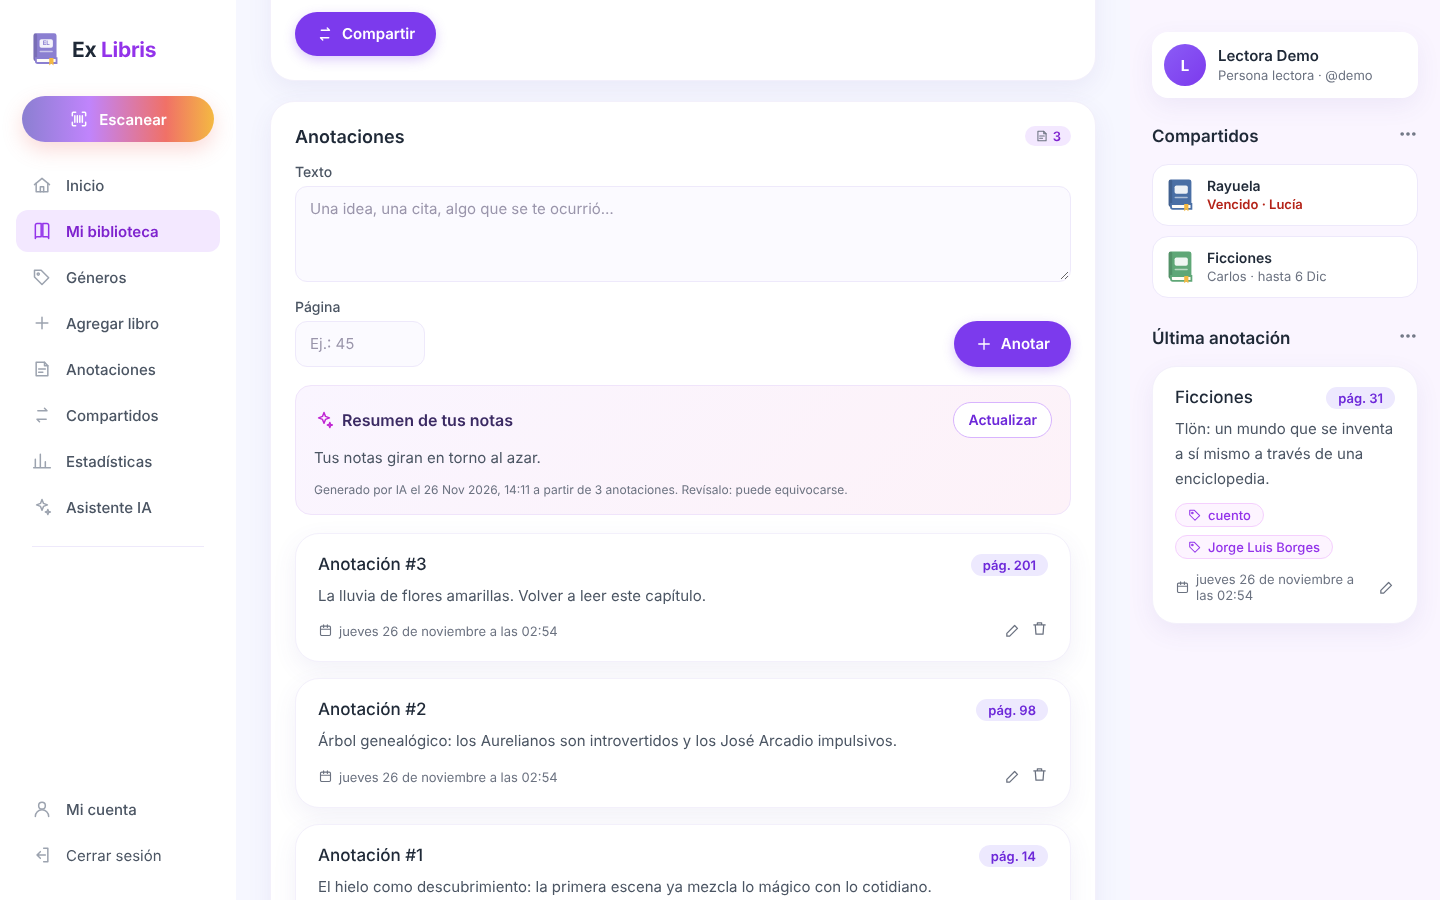 Ex Libris
Escanear
Inicio
Mi biblioteca
Géneros
Agregar libro
Anotaciones
Compartidos
Estadísticas
Asistente IA
Mi cuenta
Cerrar sesión
Compartir
Anotaciones
3
Texto
Una idea, una cita, algo que se te ocurrió...
Página
Ej.: 45
Anotar
Resumen de tus notas
Actualizar
Tus notas giran en torno al azar.
Generado por IA el 26 Nov 2026, 14:11 a partir de 3 anotaciones. Revísalo: puede equivocarse.
Anotación #3
pág. 201
La lluvia de flores amarillas. Volver a leer este capítulo.
jueves 26 de noviembre a las 02:54
Anotación #2
pág. 98
Árbol genealógico: los Aurelianos son introvertidos y los José Arcadio impulsivos.
jueves 26 de noviembre a las 02:54
Anotación #1
pág. 14
El hielo como descubrimiento: la primera escena ya mezcla lo mágico con lo cotidiano.
L
Lectora Demo
Persona lectora · @demo
Compartidos
Rayuela
Vencido · Lucía
Ficciones
Carlos · hasta 6 Dic
Última anotación
Ficciones
pág. 31
Tlön: un mundo que se inventa
a sí mismo a través de una
enciclopedia.
cuento
Jorge Luis Borges
jueves 26 de noviembre a
las 02:54